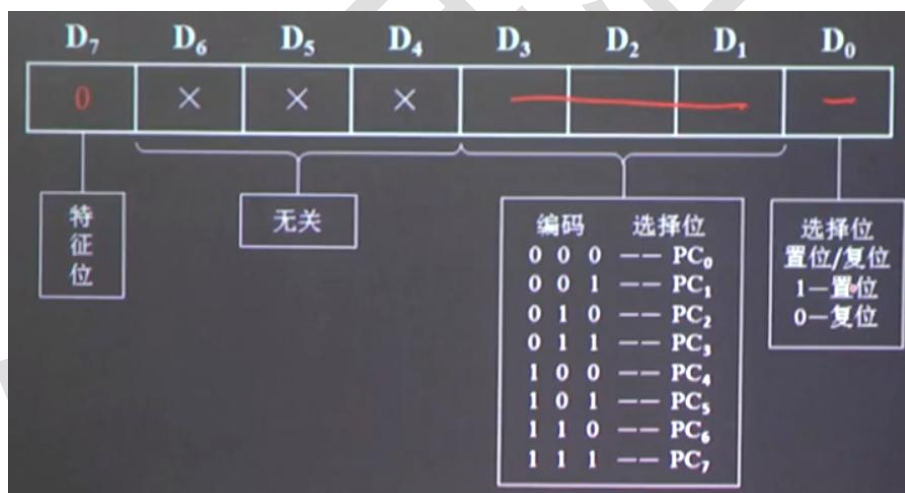 D₇ D₆ D₅ D₄ D₃ D₂ D₁ D₀
0 × × ×
特征位
无关
编码 选择位
0 0 0 —— PC₀
0 0 1 —— PC₁
0 1 0 —— PC₂
0 1 1 —— PC₃
1 0 0 —— PC₄
1 0 1 —— PC₅
1 1 0 —— PC₆
1 1 1 —— PC₇
选择位
置位/复位
1—置位
0—复位